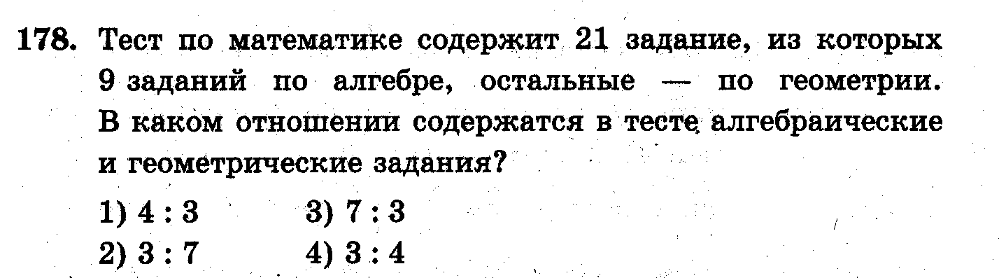 178. Тест по математике содержит 21 задание, из которых
9 заданий по алгебре, остальные — по геометрии.
В каком отношении содержатся в тесте алгебраические
и геометрические задания?
1) 4 : 3 3) 7 : 3
2) 3 : 7 4) 3 : 4